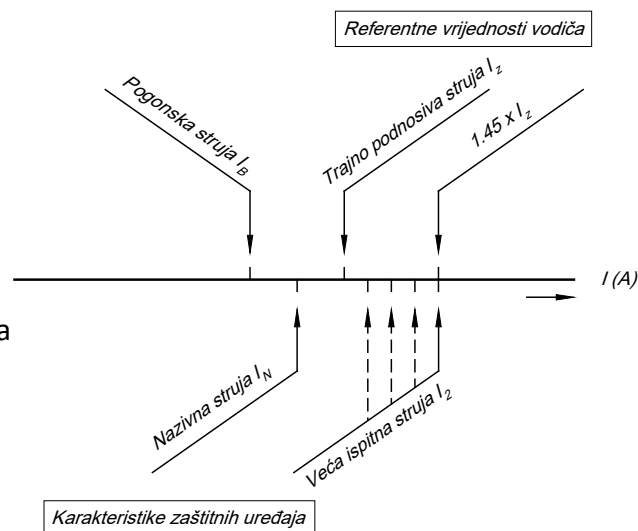 Referentne vrijednosti vodiča
Pogonska struja I_B
Trajno podnosiva struja I_z
1.45 x I_z
I (A)
a
Nazivna struja I_N
Veća ispitna struja I_2
Karakteristike zaštitnih uređaja